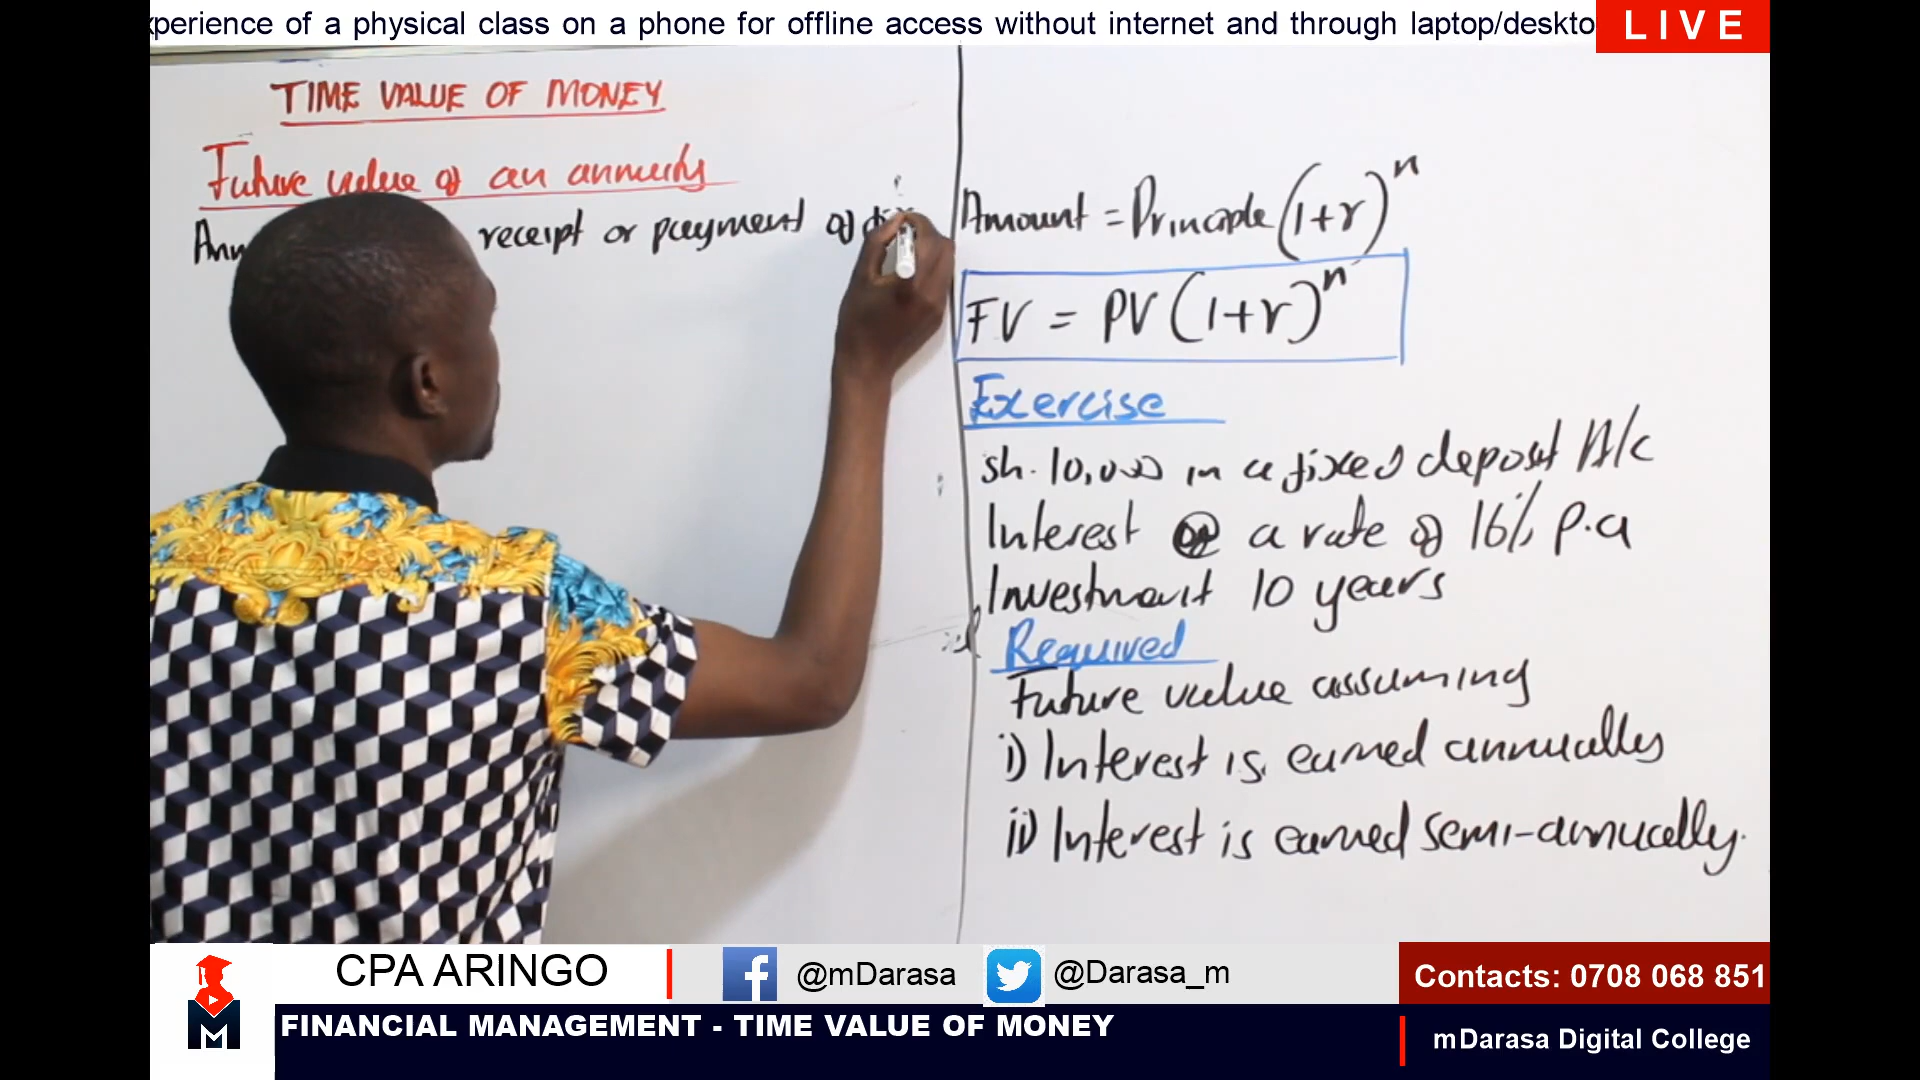 xperience of a physical class on a phone for offline access without internet and through laptop/deskto
LIVE
TIME VALUE OF MONEY
Future value of an annuity
Ann receipt or payment of
Amount = Principle (1+r)^n
FV = PV (1+r)^n
Exercise
sh. 10,000 in a fixed deposit A/c
Interest @ a rate of 16% p.a
Investment 10 years
Required
Future value assuming
i) Interest is earned annually
ii) Interest is earned semi-annually.
CPA ARINGO
@mDarasa
@Darasa_m
Contacts: 0708 068 851
M
FINANCIAL MANAGEMENT - TIME VALUE OF MONEY
mDarasa Digital College